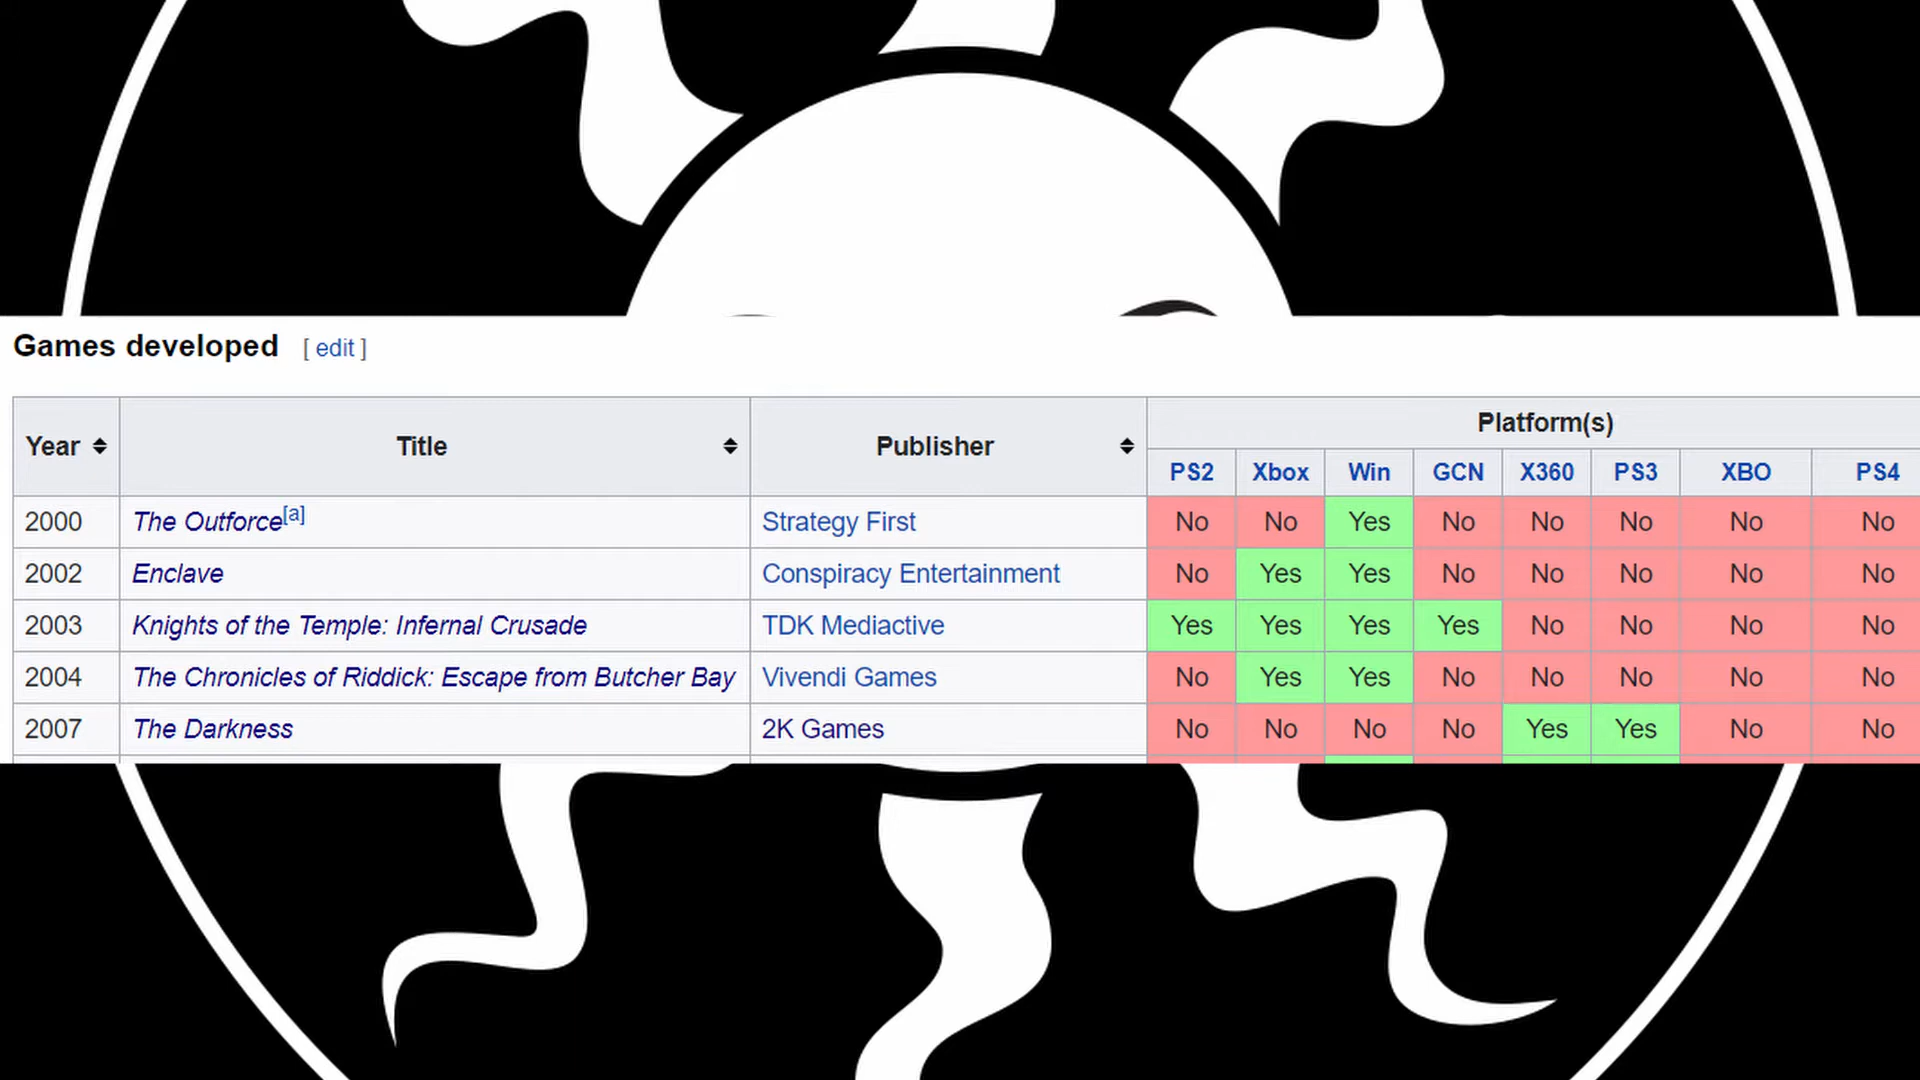 Games developed [ edit ]
Year Title Publisher Platform(s)
PS2 Xbox Win GCN X360 PS3 XBO PS4
2000 The Outforce[a] Strategy First No No Yes No No No No No
2002 Enclave Conspiracy Entertainment No Yes Yes No No No No No
2003 Knights of the Temple: Infernal Crusade TDK Mediactive Yes Yes Yes Yes No No No No
2004 The Chronicles of Riddick: Escape from Butcher Bay Vivendi Games No Yes Yes No No No No No
2007 The Darkness 2K Games No No No No Yes Yes No No